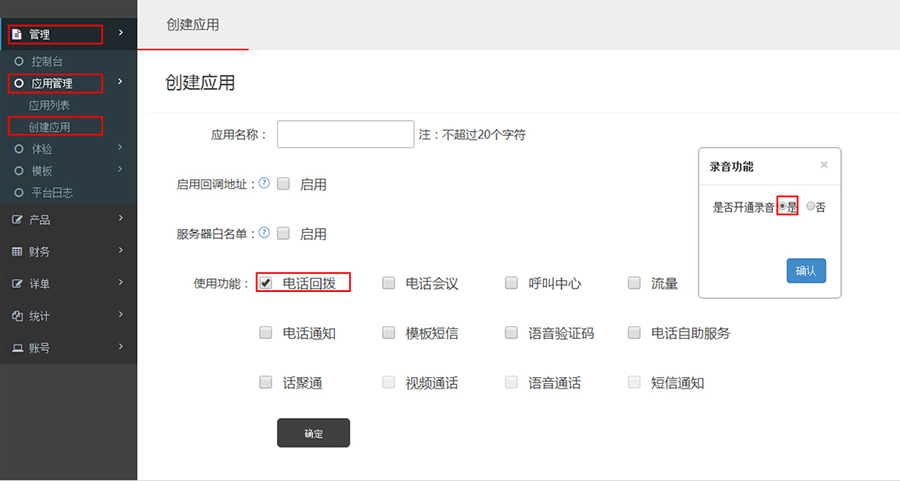 管理
控制台
应用管理
应用列表
创建应用
体验
模板
平台日志
产品
财务
详单
统计
账号
创建应用
创建应用
应用名称： 注：不超过20个字符
启用回调地址：? 启用
服务器白名单：? 启用
使用功能： 电话回拨 电话会议 呼叫中心 流量
电话通知 模板短信 语音验证码 电话自助服务
话聚通 视频通话 语音通话 短信通知
确定
录音功能 ×
是否开通录音 是 否
确认